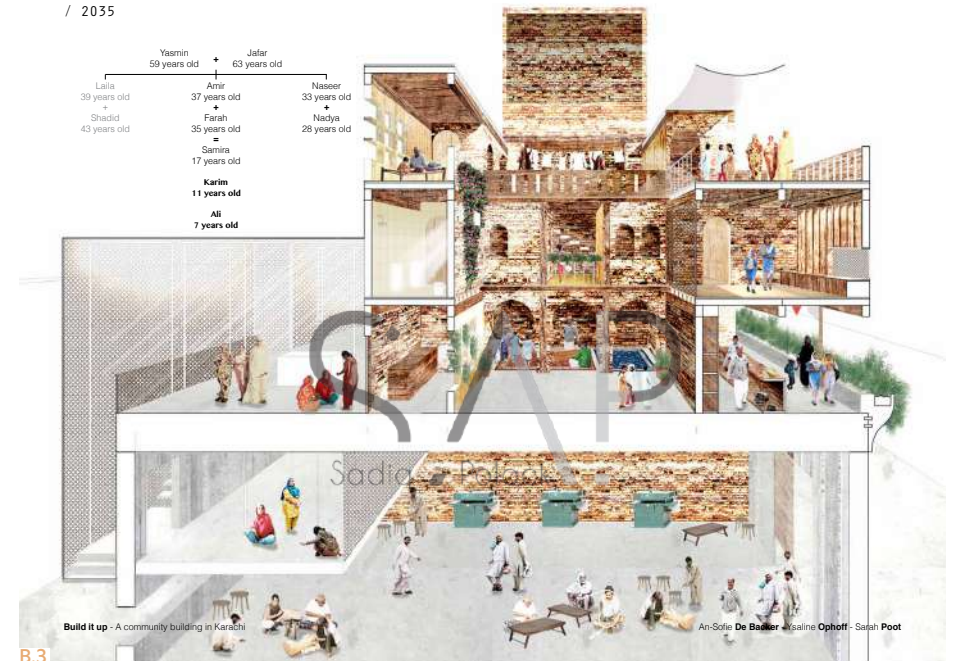 / 2035
Yasmin
59 years old
+
Jafar
63 years old
Laila
39 years old
+
Shadid
43 years old
Amir
37 years old
+
Farah
35 years old
=
Samira
17 years old
Karim
11 years old
Ali
7 years old
Naseer
33 years old
+
Nadya
28 years old
SAP
Sadia
Build it up - A community building in Karachi
An-Sofie De Backer - Ysaline Ophoff - Sarah Poot
B.3